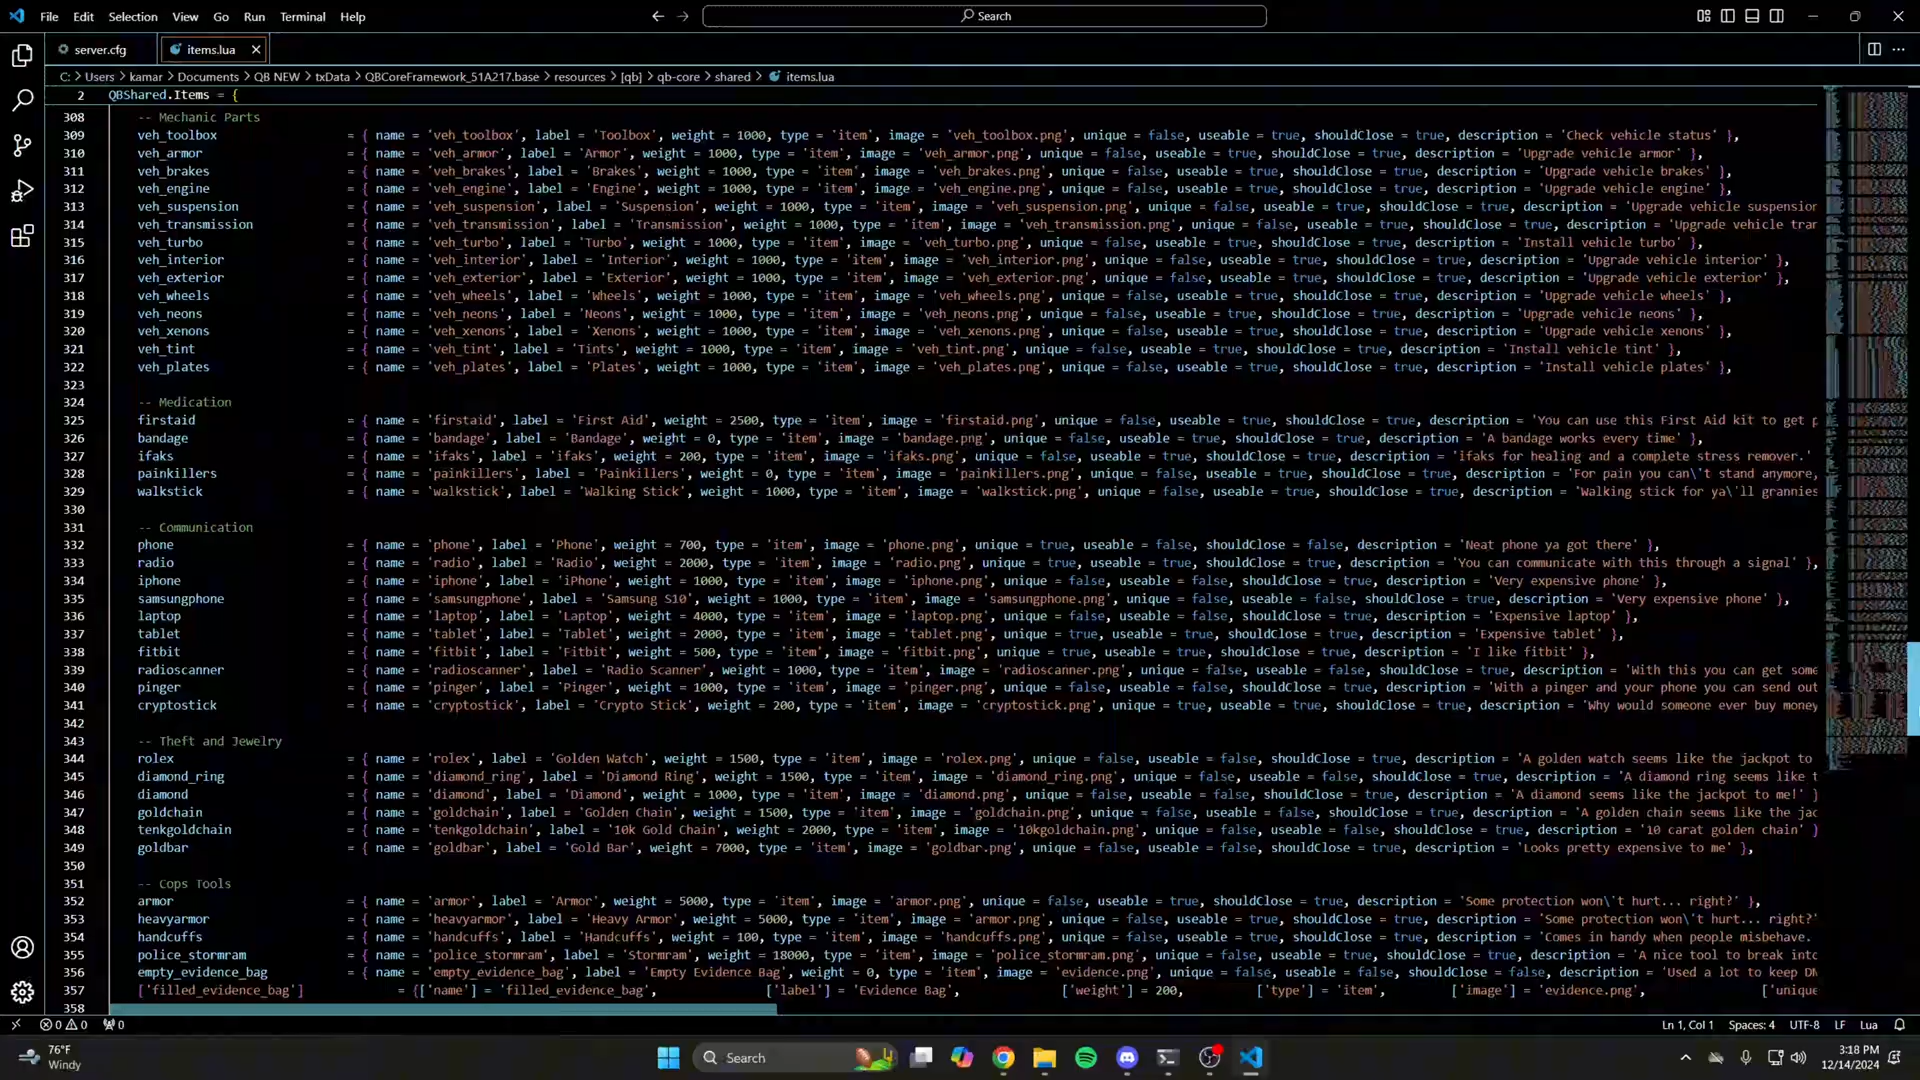 File Edit Selection View Go Run Terminal Help
Search
server.cfg
items.lua
C: > Users > kamar > Documents > QB NEW > txData > QBCoreFramework_51A217.base > resources > [qb] > qb-core > shared > items.lua
2 QBShared.Items = {
308 -- Mechanic Parts
309 veh_toolbox = { name = 'veh_toolbox', label = 'Toolbox', weight = 1000, type = 'item', image = 'veh_toolbox.png', unique = false, useable = true, shouldClose = true, description = 'Check vehicle status' },
310 veh_armor = { name = 'veh_armor', label = 'Armor', weight = 1000, type = 'item', image = 'veh_armor.png', unique = false, useable = true, shouldClose = true, description = 'Upgrade vehicle armor' },
311 veh_brakes = { name = 'veh_brakes', label = 'Brakes', weight = 1000, type = 'item', image = 'veh_brakes.png', unique = false, useable = true, shouldClose = true, description = 'Upgrade vehicle brakes' },
312 veh_engine = { name = 'veh_engine', label = 'Engine', weight = 1000, type = 'item', image = 'veh_engine.png', unique = false, useable = true, shouldClose = true, description = 'Upgrade vehicle engine' },
313 veh_suspension = { name = 'veh_suspension', label = 'Suspension', weight = 1000, type = 'item', image = 'veh_suspension.png', unique = false, useable = true, shouldClose = true, description = 'Upgrade vehicle suspension
314 veh_transmission = { name = 'veh_transmission', label = 'Transmission', weight = 1000, type = 'item', image = 'veh_transmission.png', unique = false, useable = true, shouldClose = true, description = 'Upgrade vehicle tran
315 veh_turbo = { name = 'veh_turbo', label = 'Turbo', weight = 1000, type = 'item', image = 'veh_turbo.png', unique = false, useable = true, shouldClose = true, description = 'Install vehicle turbo' },
316 veh_interior = { name = 'veh_interior', label = 'Interior', weight = 1000, type = 'item', image = 'veh_interior.png', unique = false, useable = true, shouldClose = true, description = 'Upgrade vehicle interior' },
317 veh_exterior = { name = 'veh_exterior', label = 'Exterior', weight = 1000, type = 'item', image = 'veh_exterior.png', unique = false, useable = true, shouldClose = true, description = 'Upgrade vehicle exterior' },
318 veh_wheels = { name = 'veh_wheels', label = 'Wheels', weight = 1000, type = 'item', image = 'veh_wheels.png', unique = false, useable = true, shouldClose = true, description = 'Upgrade vehicle wheels' },
319 veh_neons = { name = 'veh_neons', label = 'Neons', weight = 1000, type = 'item', image = 'veh_neons.png', unique = false, useable = true, shouldClose = true, description = 'Upgrade vehicle neons' },
320 veh_xenons = { name = 'veh_xenons', label = 'Xenons', weight = 1000, type = 'item', image = 'veh_xenons.png', unique = false, useable = true, shouldClose = true, description = 'Upgrade vehicle xenons' },
321 veh_tint = { name = 'veh_tint', label = 'Tints', weight = 1000, type = 'item', image = 'veh_tint.png', unique = false, useable = true, shouldClose = true, description = 'Install vehicle tint' },
322 veh_plates = { name = 'veh_plates', label = 'Plates', weight = 1000, type = 'item', image = 'veh_plates.png', unique = false, useable = true, shouldClose = true, description = 'Install vehicle plates' },
323
324 -- Medication
325 firstaid = { name = 'firstaid', label = 'First Aid', weight = 2500, type = 'item', image = 'firstaid.png', unique = false, useable = true, shouldClose = true, description = 'You can use this First Aid kit to get p
326 bandage = { name = 'bandage', label = 'Bandage', weight = 0, type = 'item', image = 'bandage.png', unique = false, useable = true, shouldClose = true, description = 'A bandage works every time' },
327 ifaks = { name = 'ifaks', label = 'ifaks', weight = 200, type = 'item', image = 'ifaks.png', unique = false, useable = true, shouldClose = true, description = 'ifaks for healing and a complete stress remover.'
328 painkillers = { name = 'painkillers', label = 'Painkillers', weight = 0, type = 'item', image = 'painkillers.png', unique = false, useable = true, shouldClose = true, description = 'For pain you can\'t stand anymore,
329 walkstick = { name = 'walkstick', label = 'Walking Stick', weight = 1000, type = 'item', image = 'walkstick.png', unique = false, useable = true, shouldClose = true, description = 'Walking stick for ya\'ll grannies
330
331 -- Communication
332 phone = { name = 'phone', label = 'Phone', weight = 700, type = 'item', image = 'phone.png', unique = true, useable = false, shouldClose = false, description = 'Neat phone ya got there' },
333 radio = { name = 'radio', label = 'Radio', weight = 2000, type = 'item', image = 'radio.png', unique = true, useable = true, shouldClose = true, description = 'You can communicate with this through a signal' },
334 iphone = { name = 'iphone', label = 'iPhone', weight = 1000, type = 'item', image = 'iphone.png', unique = false, useable = false, shouldClose = true, description = 'Very expensive phone' },
335 samsungphone = { name = 'samsungphone', label = 'Samsung S10', weight = 1000, type = 'item', image = 'samsungphone.png', unique = false, useable = false, shouldClose = true, description = 'Very expensive phone' },
336 laptop = { name = 'laptop', label = 'Laptop', weight = 4000, type = 'item', image = 'laptop.png', unique = false, useable = false, shouldClose = true, description = 'Expensive laptop' },
337 tablet = { name = 'tablet', label = 'Tablet', weight = 2000, type = 'item', image = 'tablet.png', unique = true, useable = true, shouldClose = true, description = 'Expensive tablet' },
338 fitbit = { name = 'fitbit', label = 'Fitbit', weight = 500, type = 'item', image = 'fitbit.png', unique = true, useable = true, shouldClose = true, description = 'I like fitbit' },
339 radioscanner = { name = 'radioscanner', label = 'Radio Scanner', weight = 1000, type = 'item', image = 'radioscanner.png', unique = false, useable = false, shouldClose = true, description = 'With this you can get some
340 pinger = { name = 'pinger', label = 'Pinger', weight = 1000, type = 'item', image = 'pinger.png', unique = false, useable = false, shouldClose = true, description = 'With a pinger and your phone you can send out
341 cryptostick = { name = 'cryptostick', label = 'Crypto Stick', weight = 200, type = 'item', image = 'cryptostick.png', unique = true, useable = true, shouldClose = true, description = 'Why would someone ever buy money
342
343 -- Theft and Jewelry
344 rolex = { name = 'rolex', label = 'Golden Watch', weight = 1500, type = 'item', image = 'rolex.png', unique = false, useable = false, shouldClose = true, description = 'A golden watch seems like the jackpot to
345 diamond_ring = { name = 'diamond_ring', label = 'Diamond Ring', weight = 1500, type = 'item', image = 'diamond_ring.png', unique = false, useable = false, shouldClose = true, description = 'A diamond ring seems like t
346 diamond = { name = 'diamond', label = 'Diamond', weight = 1000, type = 'item', image = 'diamond.png', unique = false, useable = false, shouldClose = true, description = 'A diamond seems like the jackpot to me!' }
347 goldchain = { name = 'goldchain', label = 'Golden Chain', weight = 1500, type = 'item', image = 'goldchain.png', unique = false, useable = false, shouldClose = true, description = 'A golden chain seems like the jac
348 tenkgoldchain = { name = 'tenkgoldchain', label = '10k Gold Chain', weight = 2000, type = 'item', image = '10kgoldchain.png', unique = false, useable = false, shouldClose = true, description = '10 carat golden chain' }
349 goldbar = { name = 'goldbar', label = 'Gold Bar', weight = 7000, type = 'item', image = 'goldbar.png', unique = false, useable = false, shouldClose = true, description = 'Looks pretty expensive to me' },
350
351 -- Cops Tools
352 armor = { name = 'armor', label = 'Armor', weight = 5000, type = 'item', image = 'armor.png', unique = false, useable = true, shouldClose = true, description = 'Some protection won\'t hurt... right?' },
353 heavyarmor = { name = 'heavyarmor', label = 'Heavy Armor', weight = 5000, type = 'item', image = 'armor.png', unique = false, useable = true, shouldClose = true, description = 'Some protection won\'t hurt... right?'
354 handcuffs = { name = 'handcuffs', label = 'Handcuffs', weight = 100, type = 'item', image = 'handcuffs.png', unique = false, useable = true, shouldClose = true, description = 'Comes in handy when people misbehave.
355 police_stormram = { name = 'police_stormram', label = 'Stormram', weight = 18000, type = 'item', image = 'police_stormram.png', unique = false, useable = true, shouldClose = true, description = 'A nice tool to break into
356 empty_evidence_bag = { name = 'empty_evidence_bag', label = 'Empty Evidence Bag', weight = 0, type = 'item', image = 'evidence.png', unique = false, useable = false, shouldClose = false, description = 'Used a lot to keep DN
357 ['filled_evidence_bag'] = {['name'] = 'filled_evidence_bag', ['label'] = 'Evidence Bag', ['weight'] = 200, ['type'] = 'item', ['image'] = 'evidence.png', ['unique
358
0 0 0
Ln 1, Col 1 Spaces: 4 UTF-8 LF Lua
76°F
Windy
Search
3:18 PM
12/14/2024